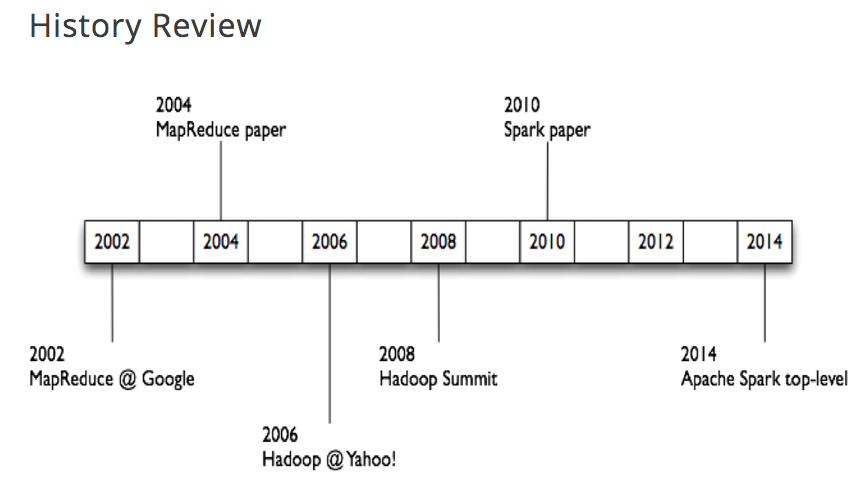 History Review
2004
MapReduce paper
2010
Spark paper
2002
2004
2006
2008
2010
2012
2014
2002
MapReduce @ Google
2008
Hadoop Summit
2014
Apache Spark top-level
2006
Hadoop @ Yahoo!